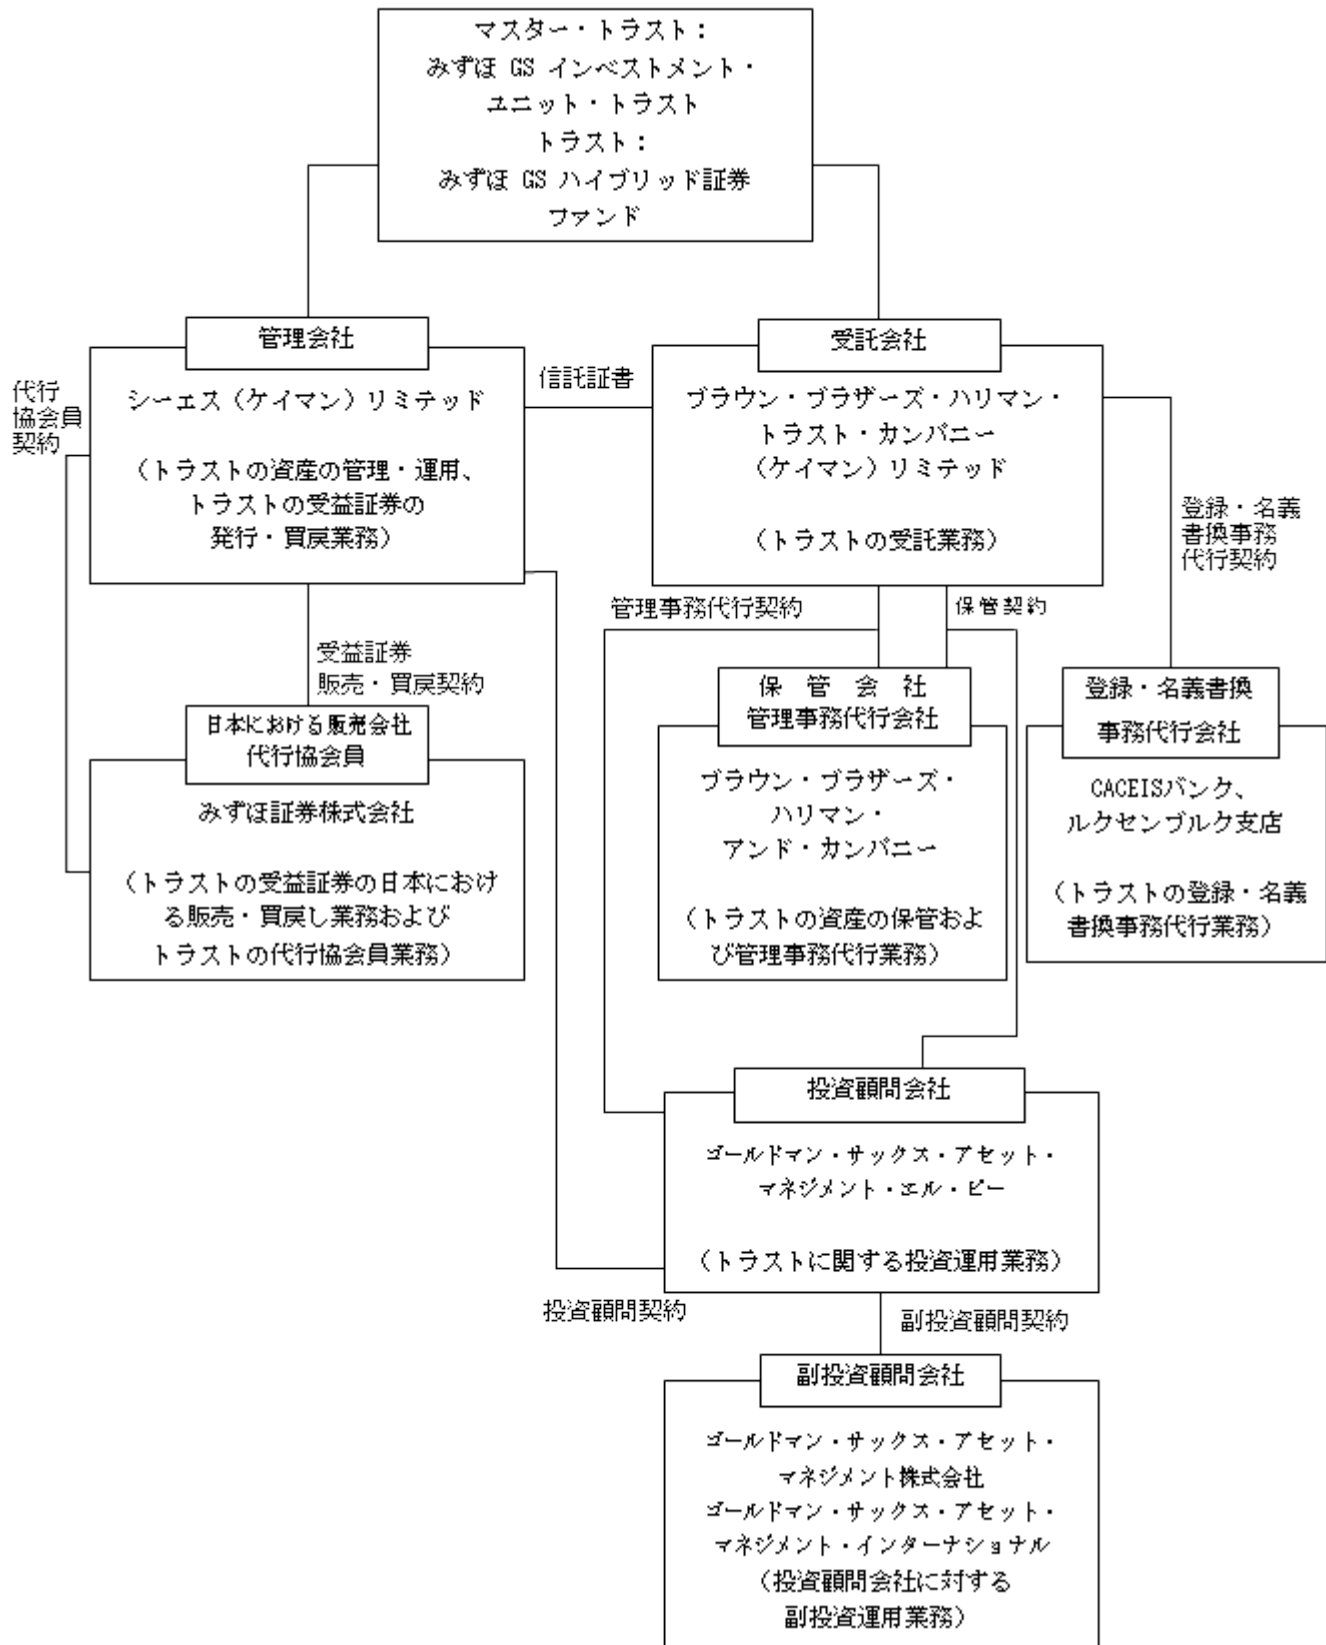 マスター・トラスト：
みずほ GS インベストメント・
ユニット・トラスト
トラスト：
みずほ GS ハイブリッド証券
ファンド
管理会社
シーエス（ケイマン）リミテッド
（トラストの資産の管理・運用、
トラストの受益証券の
発行・買戻業務）
代行
協会員
契約
信託証書
受託会社
ブラウン・ブラザーズ・ハリマン・
トラスト・カンパニー
（ケイマン）リミテッド
（トラストの受託業務）
登録・名義
書換事務
代行契約
受益証券
販売・買戻契約
管理事務代行契約
保管契約
日本における販売会社
代行協会員
みずほ証券株式会社
（トラストの受益証券の日本におけ
る販売・買戻し業務および
トラストの代行協会員業務）
保　管　会　社
管理事務代行会社
ブラウン・ブラザーズ・
ハリマン・
アンド・カンパニー
（トラストの資産の保管およ
び管理事務代行業務）
登録・名義書換
事務代行会社
CACEISバンク、
ルクセンブルク支店
（トラストの登録・名義
書換事務代行業務）
投資顧問会社
ゴールドマン・サックス・アセット・
マネジメント・エル・ピー
（トラストに関する投資運用業務）
投資顧問契約
副投資顧問契約
副投資顧問会社
ゴールドマン・サックス・アセット・
マネジメント株式会社
ゴールドマン・サックス・アセット・
マネジメント・インターナショナル
（投資顧問会社に対する
副投資運用業務）